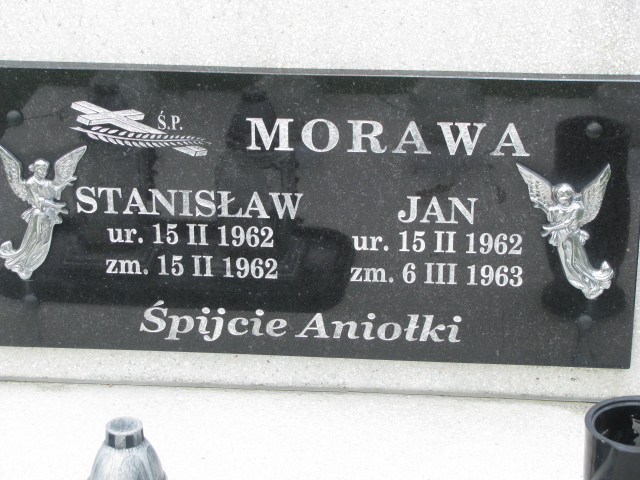 Ś.P. MORAWA
STANISŁAW
ur. 15 II 1962
zm. 15 II 1962
JAN
ur. 15 II 1962
zm. 6 III 1963
Śpijcie Aniołki